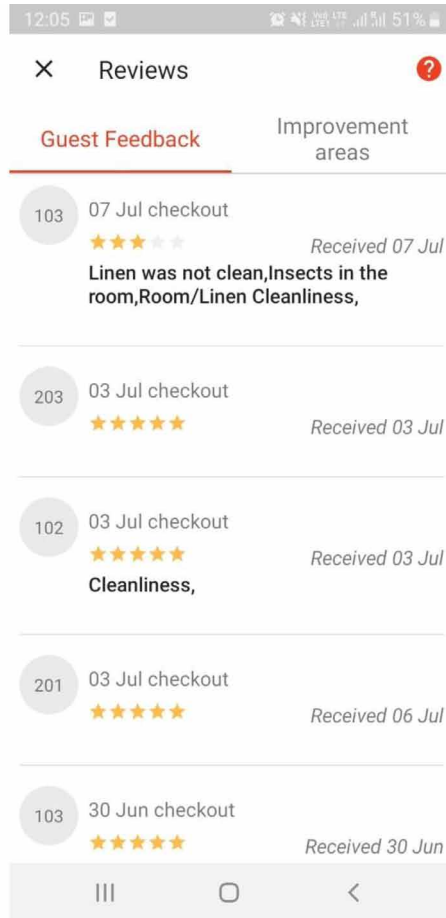 12:05
51%
Reviews
?
Guest Feedback
Improvement
areas
103
07 Jul checkout
Received 07 Jul
Linen was not clean,Insects in the
room,Room/Linen Cleanliness,
203
03 Jul checkout
Received 03 Jul
102
03 Jul checkout
Received 03 Jul
Cleanliness,
201
03 Jul checkout
Received 06 Jul
103
30 Jun checkout
Received 30 Jun